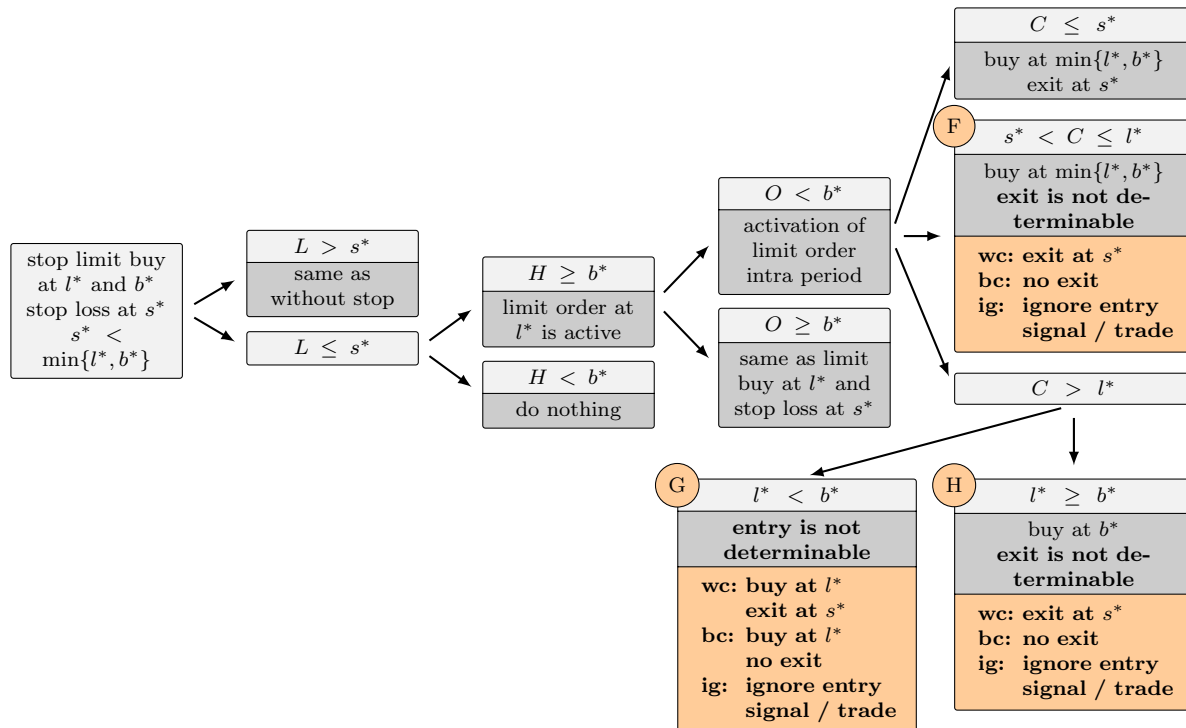 stop limit buy
at l* and b*
stop loss at s*
s* <
min{l*, b*}
L > s*
same as
without stop
L ≤ s*
H ≥ b*
limit order at
l* is active
H < b*
do nothing
O < b*
activation of
limit order
intra period
O ≥ b*
same as limit
buy at l* and
stop loss at s*
C ≤ s*
buy at min{l*, b*}
exit at s*
F
s* < C ≤ l*
buy at min{l*, b*}
exit is not de-
terminable
wc: exit at s*
bc: no exit
ig: ignore entry
signal / trade
C > l*
G
l* < b*
entry is not
determinable
wc: buy at l*
exit at s*
bc: buy at l*
no exit
ig: ignore entry
signal / trade
H
l* ≥ b*
buy at b*
exit is not de-
terminable
wc: exit at s*
bc: no exit
ig: ignore entry
signal / trade